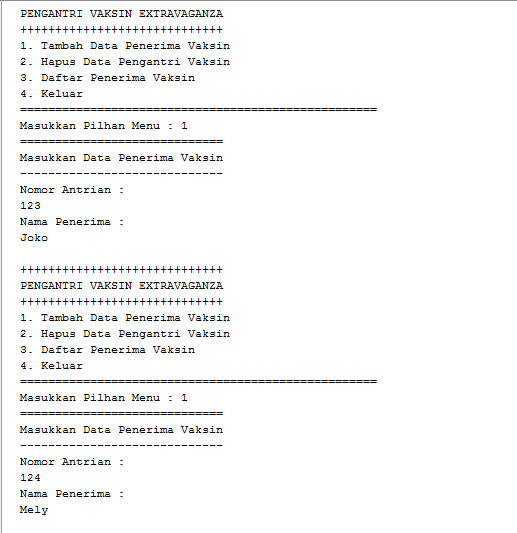 PENGANTRI VAKSIN EXTRAVAGANZA
+++++++++++++++++++++++++++++
1. Tambah Data Penerima Vaksin
2. Hapus Data Pengantri Vaksin
3. Daftar Penerima Vaksin
4. Keluar
===================================================
Masukkan Pilhan Menu : 1
=============================
Masukkan Data Penerima Vaksin
-----------------------------
Nomor Antrian :
123
Nama Penerima :
Joko
+++++++++++++++++++++++++++++
PENGANTRI VAKSIN EXTRAVAGANZA
+++++++++++++++++++++++++++++
1. Tambah Data Penerima Vaksin
2. Hapus Data Pengantri Vaksin
3. Daftar Penerima Vaksin
4. Keluar
===================================================
Masukkan Pilhan Menu : 1
=============================
Masukkan Data Penerima Vaksin
-----------------------------
Nomor Antrian :
124
Nama Penerima :
Mely